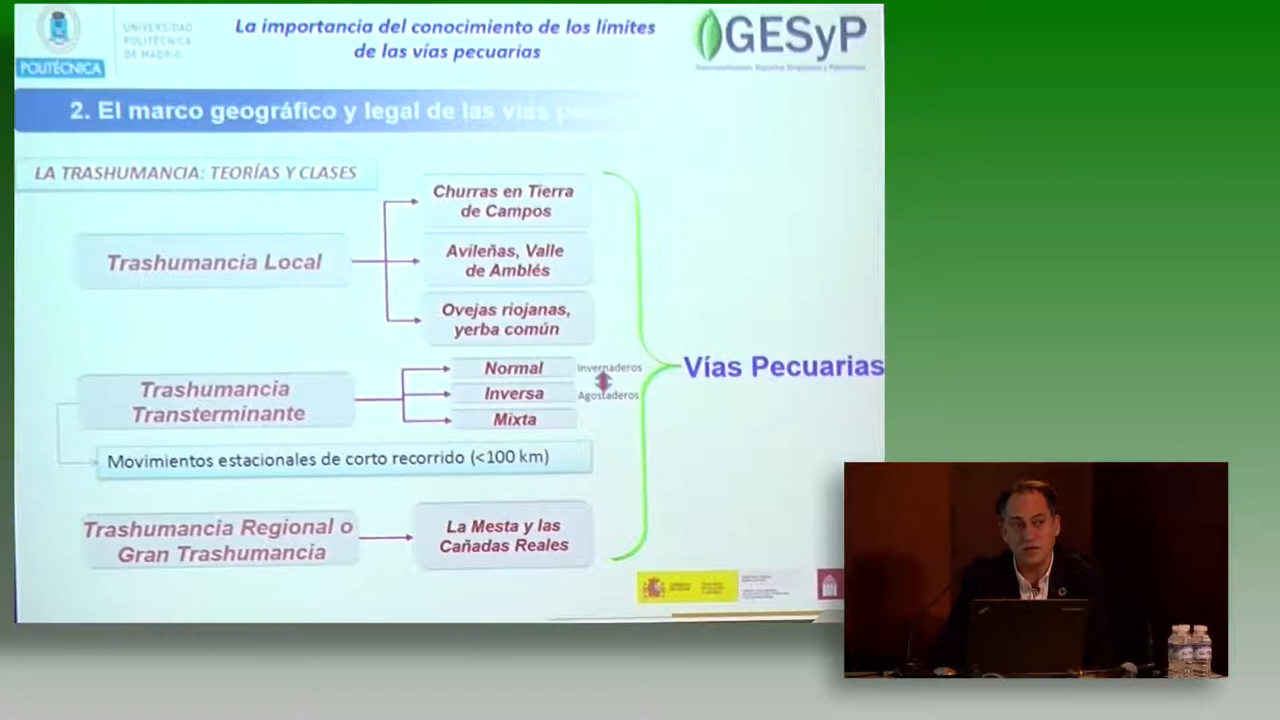 UNIVERSIDAD
POLITÉCNICA
DE MADRID
POLITÉCNICA
La importancia del conocimiento de los límites
de las vías pecuarias
GESyP
2. El marco geográfico y legal de las vías
LA TRASHUMANCIA: TEORÍAS Y CLASES
Trashumancia Local
Churras en Tierra
de Campos
Avileñas, Valle
de Amblés
Ovejas riojanas,
yerba común
Trashumancia
Transterminante
Normal
Inversa
Mixta
Invernaderos
Agostaderos
Movimientos estacionales de corto recorrido (<100 km)
Trashumancia Regional o
Gran Trashumancia
La Mesta y las
Cañadas Reales
Vías Pecuarias